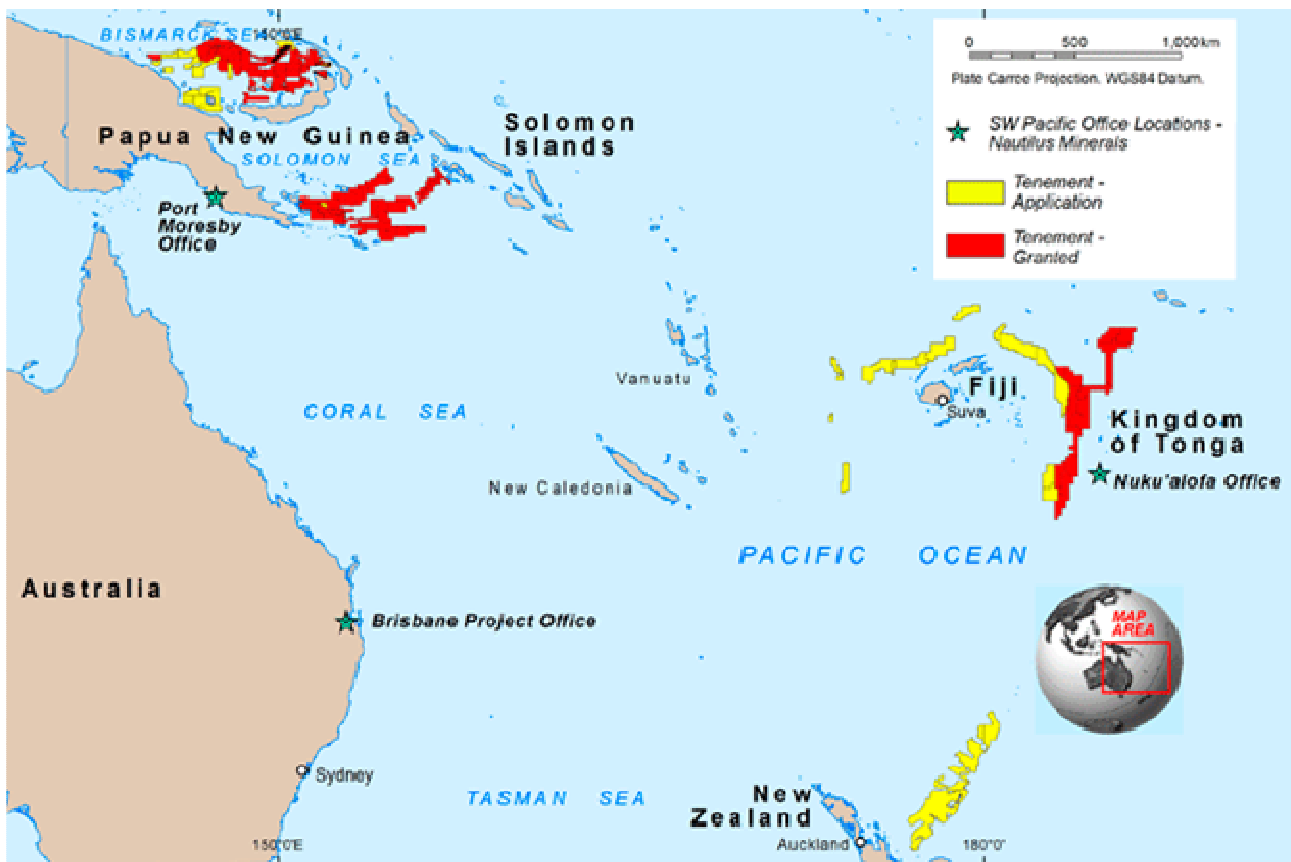 BISMARCK SE
150°0'E
0 500 1,000km
Plate Carree Projection. WGS84 Datum.
SW Pacific Office Locations -
Nautilus Minerals
Tenement -
Application
Tenement -
Granted
Papua New Guinea
SOLOMON SEA
Solomon
Islands
Port
Moresby
Office
Vanuatu
Fiji
Suva
CORAL SEA
Kingdom
of Tonga
New Caledonia
Nuku'alofa Office
PACIFIC OCEAN
Australia
Brisbane Project Office
MAP
AREA
Sydney
TASMAN SEA
New
Zealand
Auckland
150°0'E
180°0'